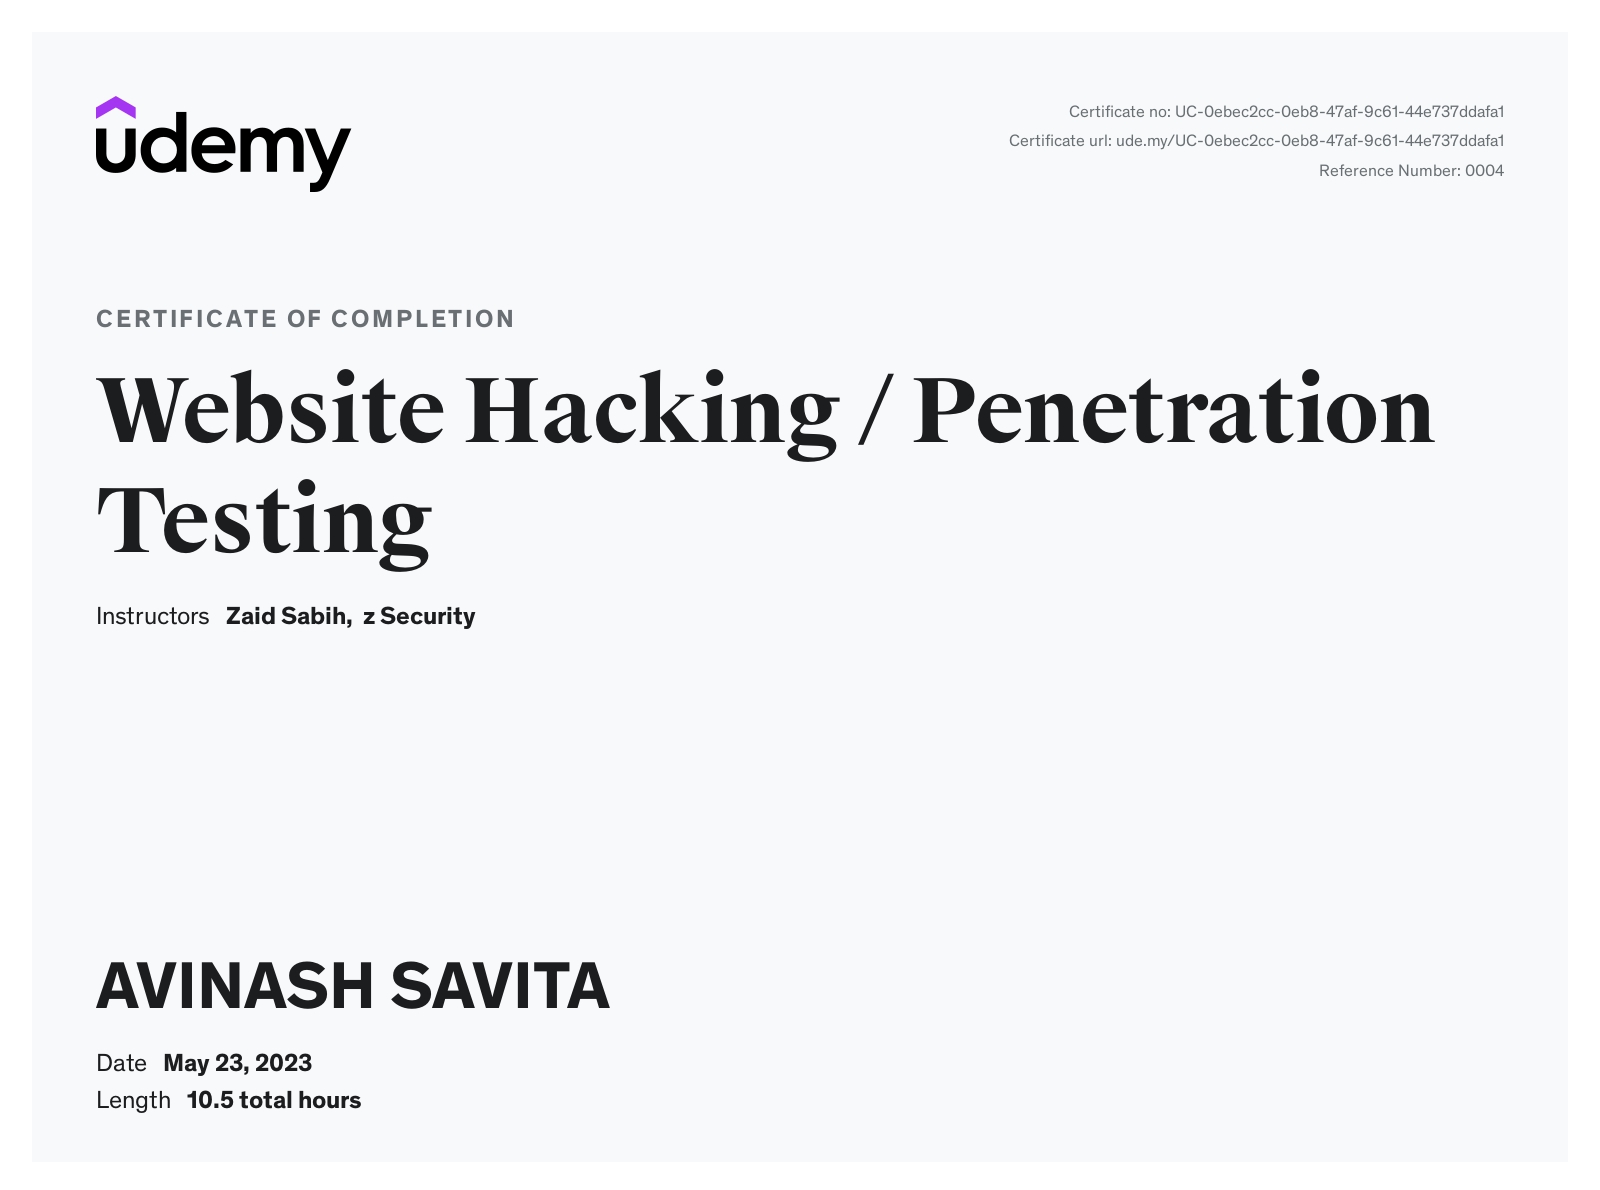 udemy
Certificate no: UC-0ebec2cc-0eb8-47af-9c61-44e737ddafa1
Certificate url: ude.my/UC-0ebec2cc-0eb8-47af-9c61-44e737ddafa1
Reference Number: 0004
CERTIFICATE OF COMPLETION
Website Hacking / Penetration
Testing
Instructors Zaid Sabih, z Security
AVINASH SAVITA
Date May 23, 2023
Length 10.5 total hours